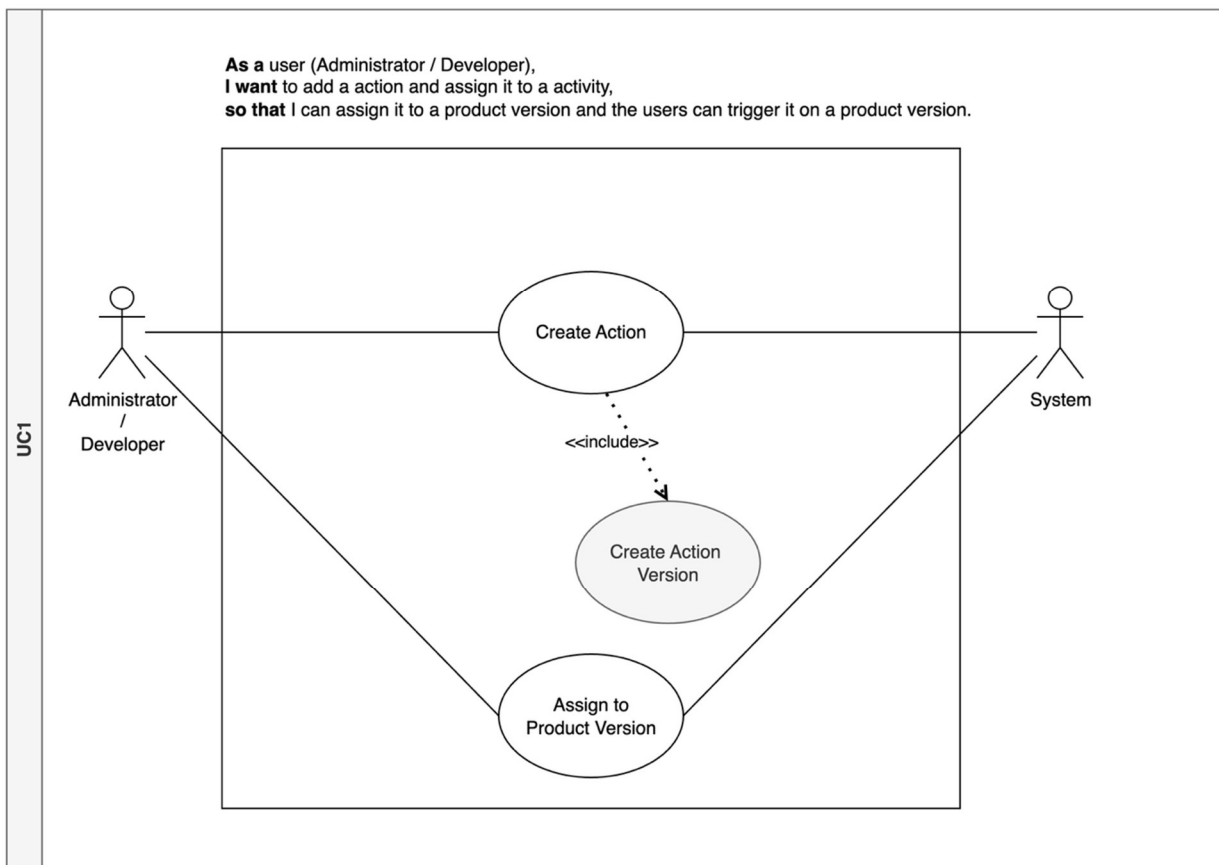 As a user (Administrator / Developer),
I want to add a action and assign it to a activity,
so that I can assign it to a product version and the users can trigger it on a product version.
UC1
Create Action
Administrator
/
Developer
System
<<include>>
Create Action
Version
Assign to
Product Version